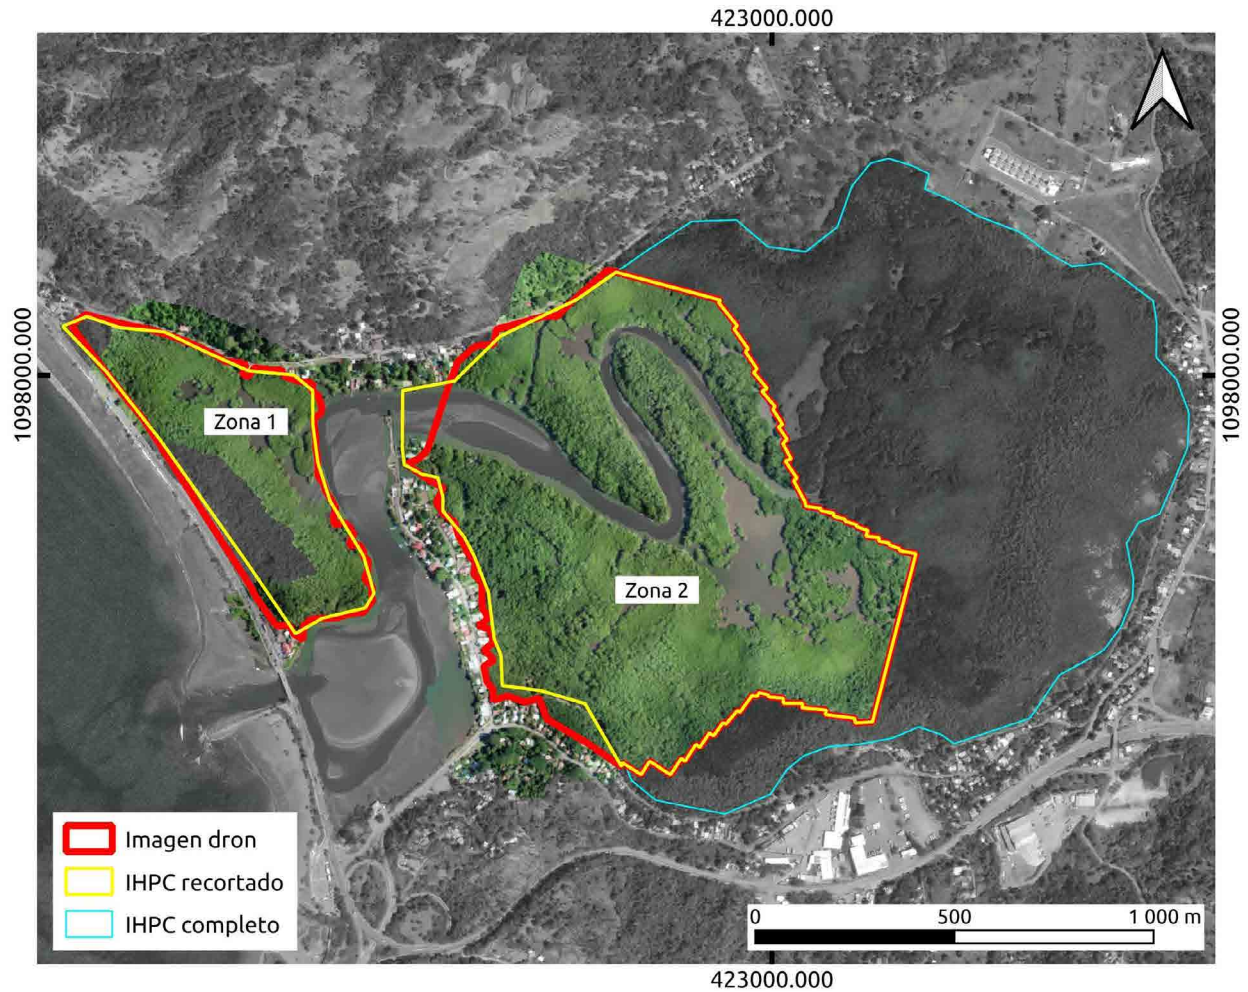 423000.000
1098000.000
1098000.000
Zona 1
Zona 2
Imagen dron
IHPC recortado
IHPC completo
0 500 1 000 m
423000.000